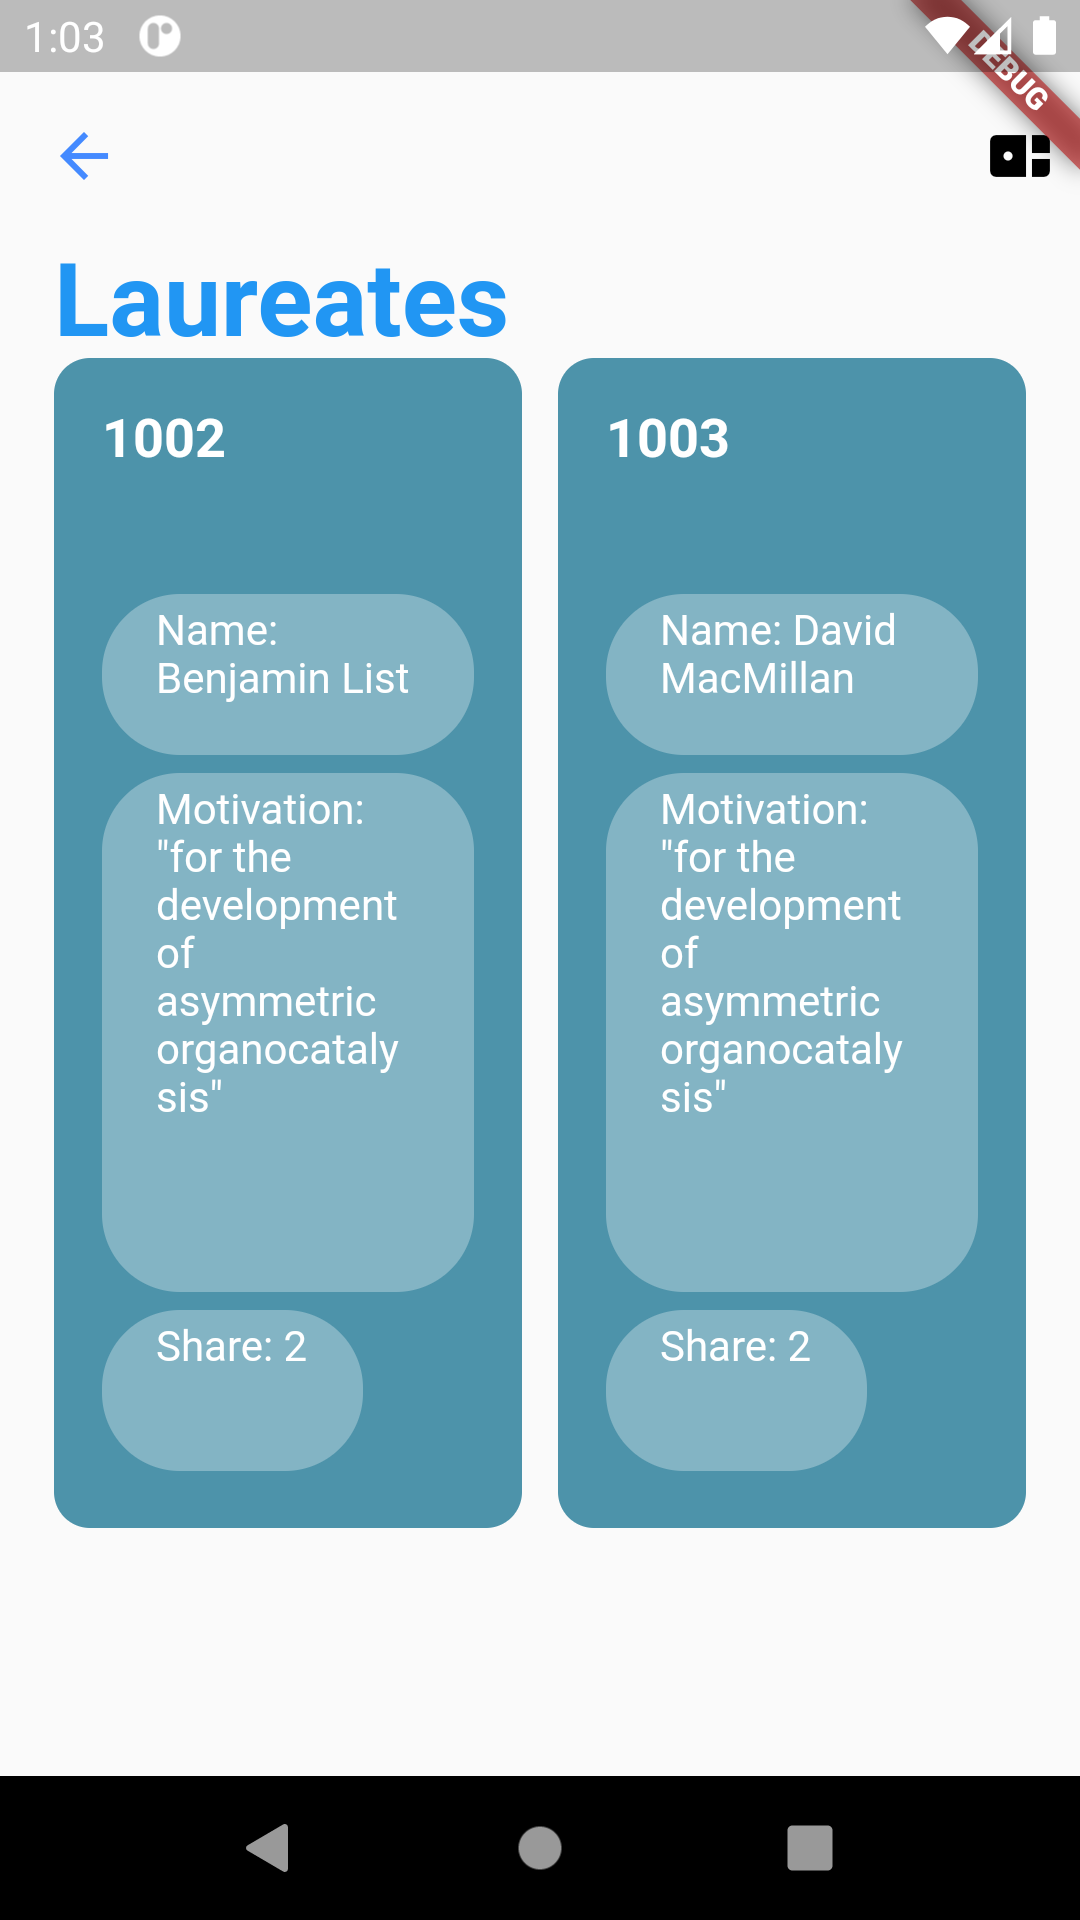 1:03
DEBUG
Laureates
1002
Name:
Benjamin List
Motivation:
"for the
development
of
asymmetric
organocataly
sis"
Share: 2
1003
Name: David
MacMillan
Motivation:
"for the
development
of
asymmetric
organocataly
sis"
Share: 2